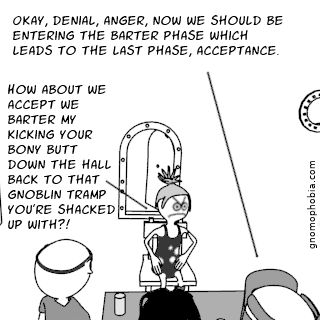 OKAY, DENIAL, ANGER, NOW WE SHOULD BE
ENTERING THE BARTER PHASE WHICH
LEADS TO THE LAST PHASE, ACCEPTANCE.
HOW ABOUT WE
ACCEPT WE
BARTER MY
KICKING YOUR
BONY BUTT
DOWN THE HALL
BACK TO THAT
GNOBLIN TRAMP
YOU'RE SHACKED
UP WITH?!
gnomophobia.com